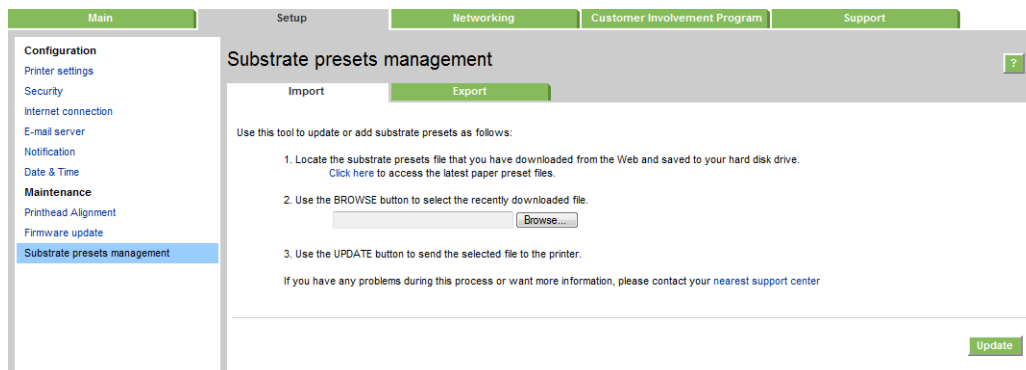 Main Setup Networking Customer Involvement Program Support
Configuration
Printer settings
Security
Internet connection
E-mail server
Notification
Date & Time
Maintenance
Printhead Alignment
Firmware update
Substrate presets management
Substrate presets management
?
Import Export
Use this tool to update or add substrate presets as follows:
1. Locate the substrate presets file that you have downloaded from the Web and saved to your hard disk drive.
Click here to access the latest paper preset files.
2. Use the BROWSE button to select the recently downloaded file.
Browse...
3. Use the UPDATE button to send the selected file to the printer.
If you have any problems during this process or want more information, please contact your nearest support center
Update